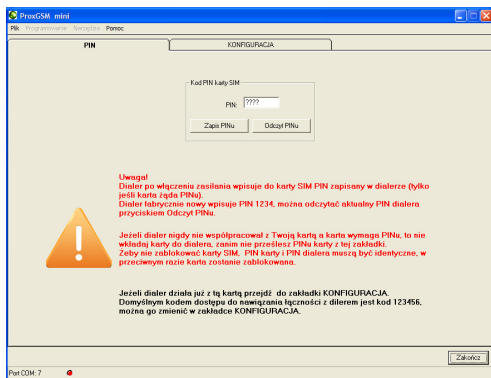 ProxGSM mini
Plik Programowanie Narzędzia Pomoc
PIN KONFIGURACJA
Kod PIN karty SIM
PIN: ????
Zapis PINu Odczyt PINu
Uwaga!
Dialer po włączeniu zasilania wpisuje do karty SIM PIN zapisany w dialerze (tylko
jeśli karta żąda PINu).
Dialer fabrycznie nowy wpisuje PIN 1234, można odczytać aktualny PIN dialera
przyciskiem Odczyt PINu.
Jeżeli dialer nigdy nie współpracował z Twoją kartą a karta wymaga PINu, to nie
wkładaj karty do dialera, zanim nie prześlesz PINu karty z tej zakładki.
Żeby nie zablokować karty SIM, PIN karty i PIN dialera muszą być identyczne, w
przeciwnym razie karta zostanie zablokowana.
Jeżeli dialer działa już z tą kartą przejdź do zakładki KONFIGURACJA.
Domyślnym kodem dostępu do nawiązania łączności z dilerem jest kod 123456,
można go zmienić w zakładce KONFIGURACJA.
Zakończ
Port COM: 7